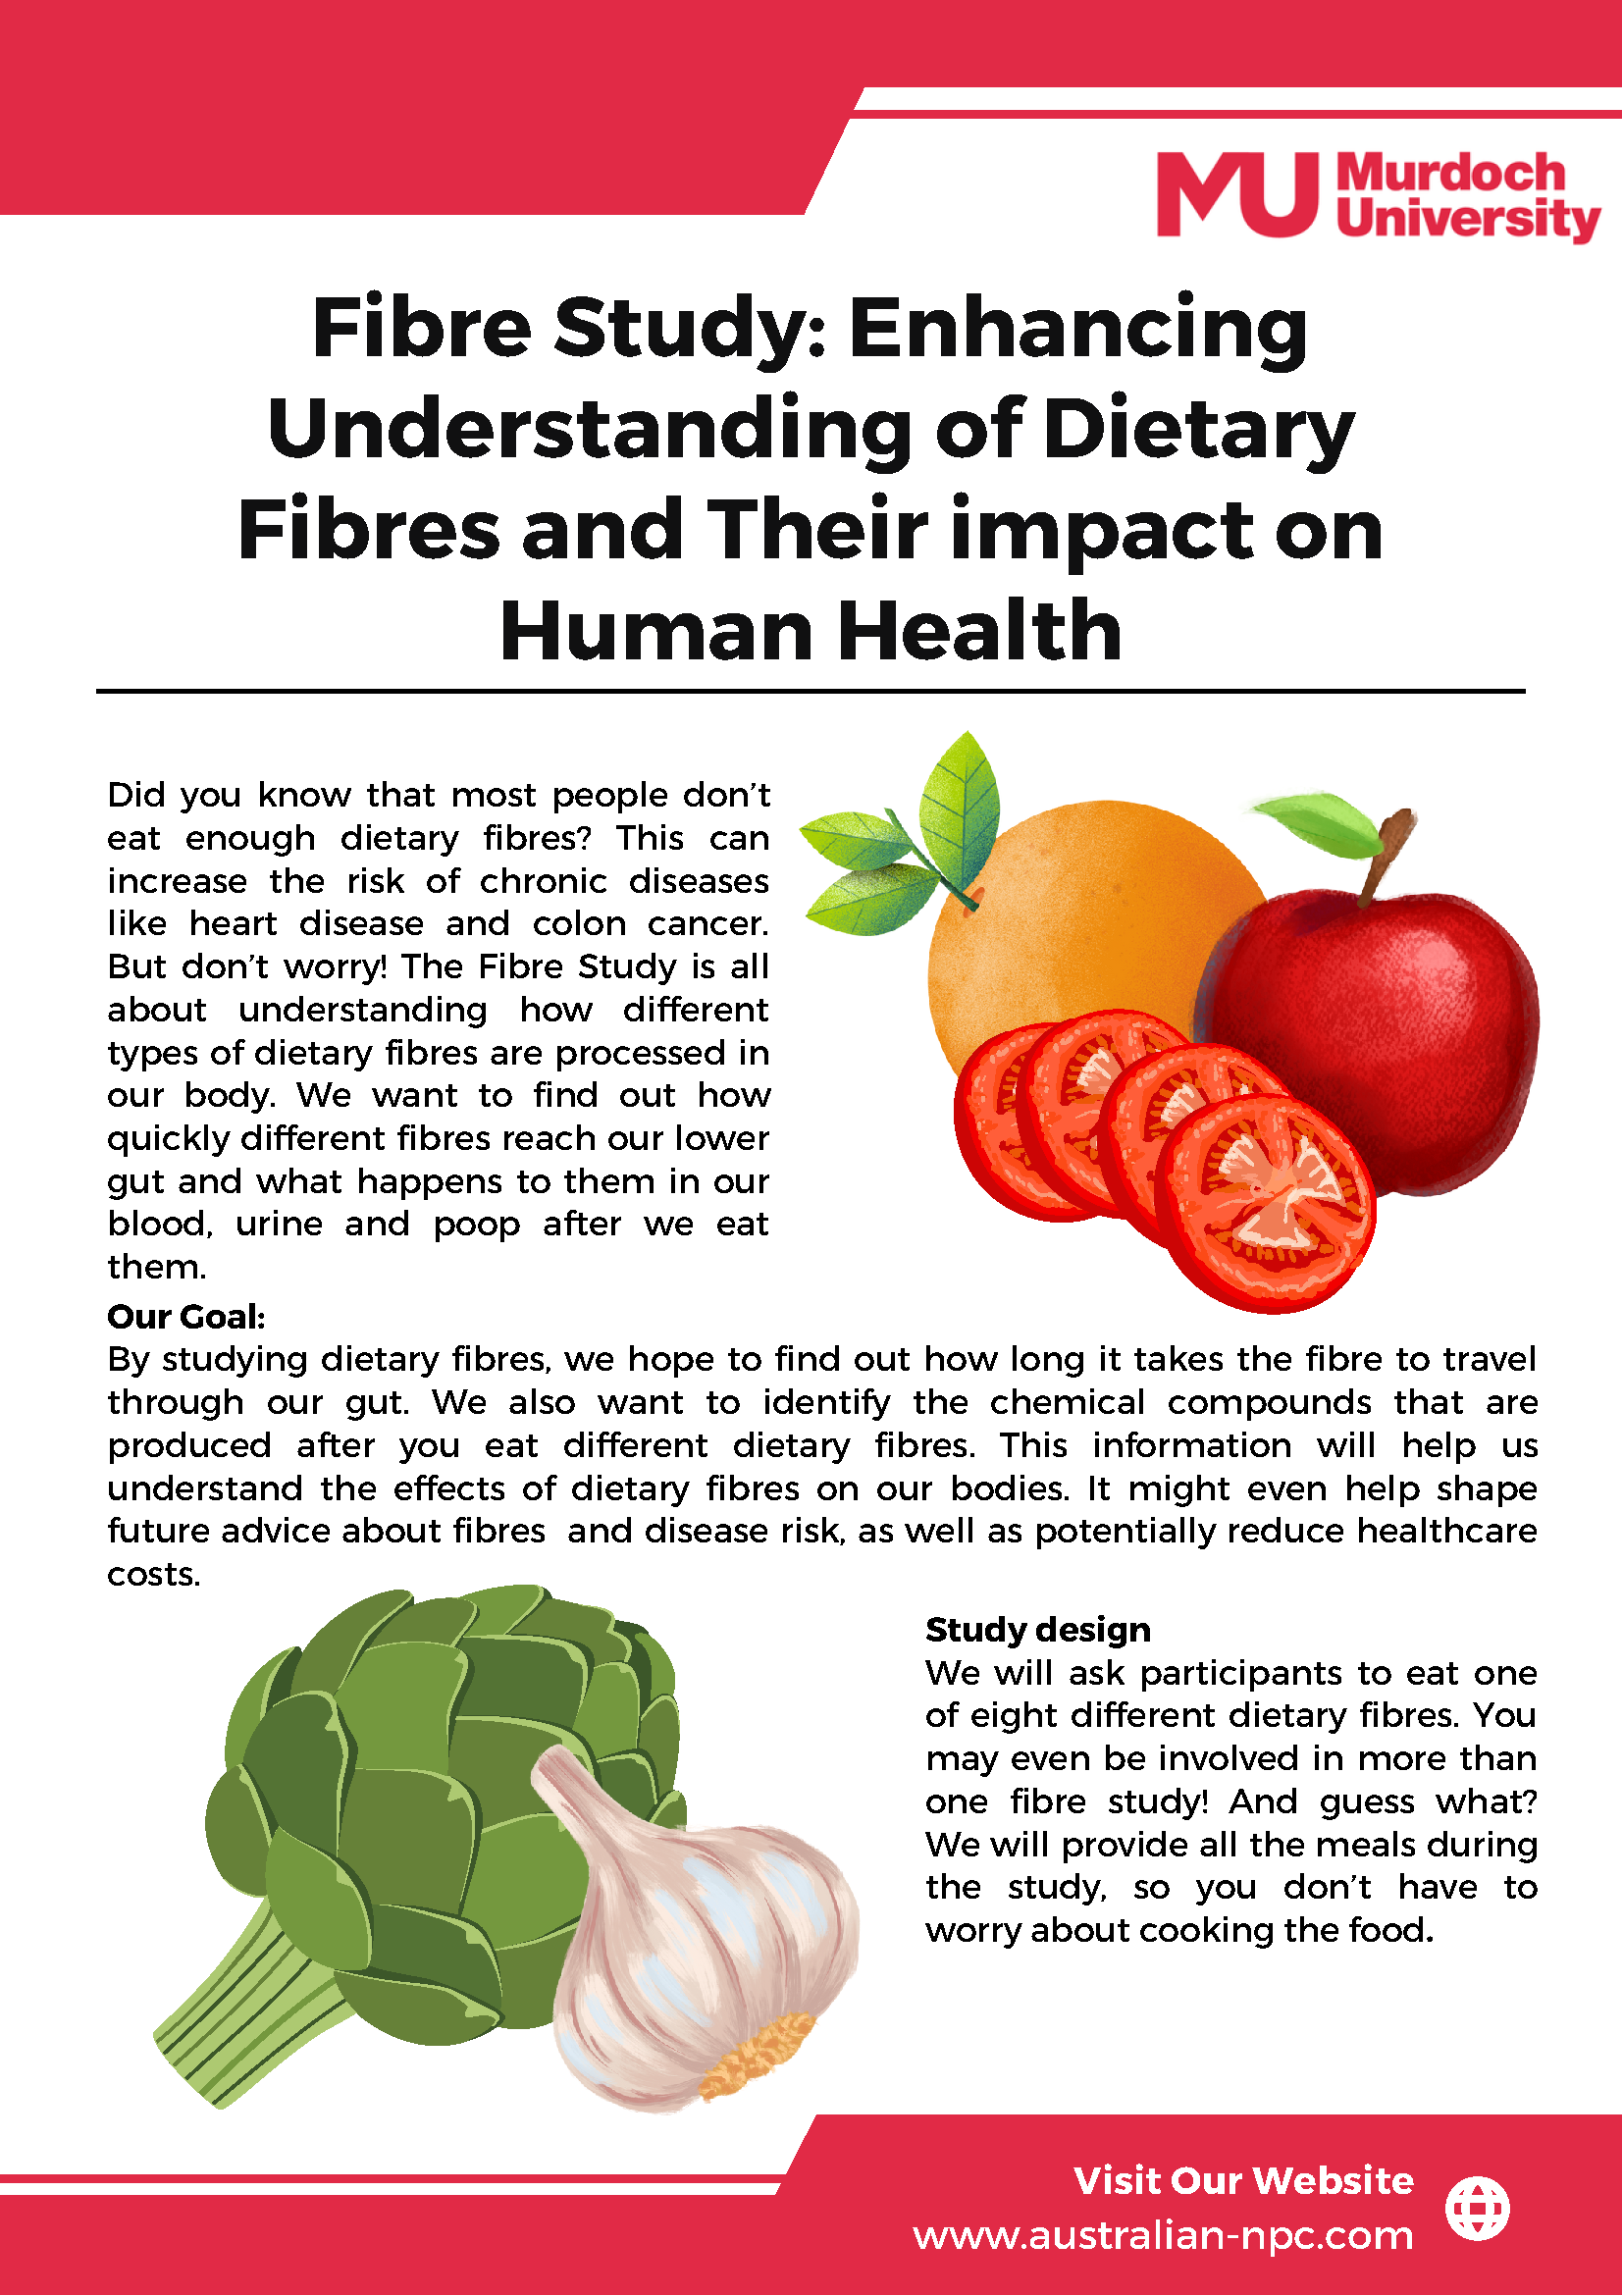 MU Murdoch
University
Fibre Study: Enhancing
Understanding of Dietary
Fibres and Their impact on
Human Health
Did you know that most people don't
eat enough dietary fibres? This can
increase the risk of chronic diseases
like heart disease and colon cancer.
But don't worry! The Fibre Study is all
about understanding how different
types of dietary fibres are processed in
our body. We want to find out how
quickly different fibres reach our lower
gut and what happens to them in our
blood, urine and poop after we eat
them.
Our Goal:
By studying dietary fibres, we hope to find out how long it takes the fibre to travel
through our gut. We also want to identify the chemical compounds that are
produced after you eat different dietary fibres. This information will help us
understand the effects of dietary fibres on our bodies. It might even help shape
future advice about fibres and disease risk, as well as potentially reduce healthcare
costs.
Study design
We will ask participants to eat one
of eight different dietary fibres. You
may even be involved in more than
one fibre study! And guess what?
We will provide all the meals during
the study, so you don't have to
worry about cooking the food.
Visit Our Website
www.australian-npc.com